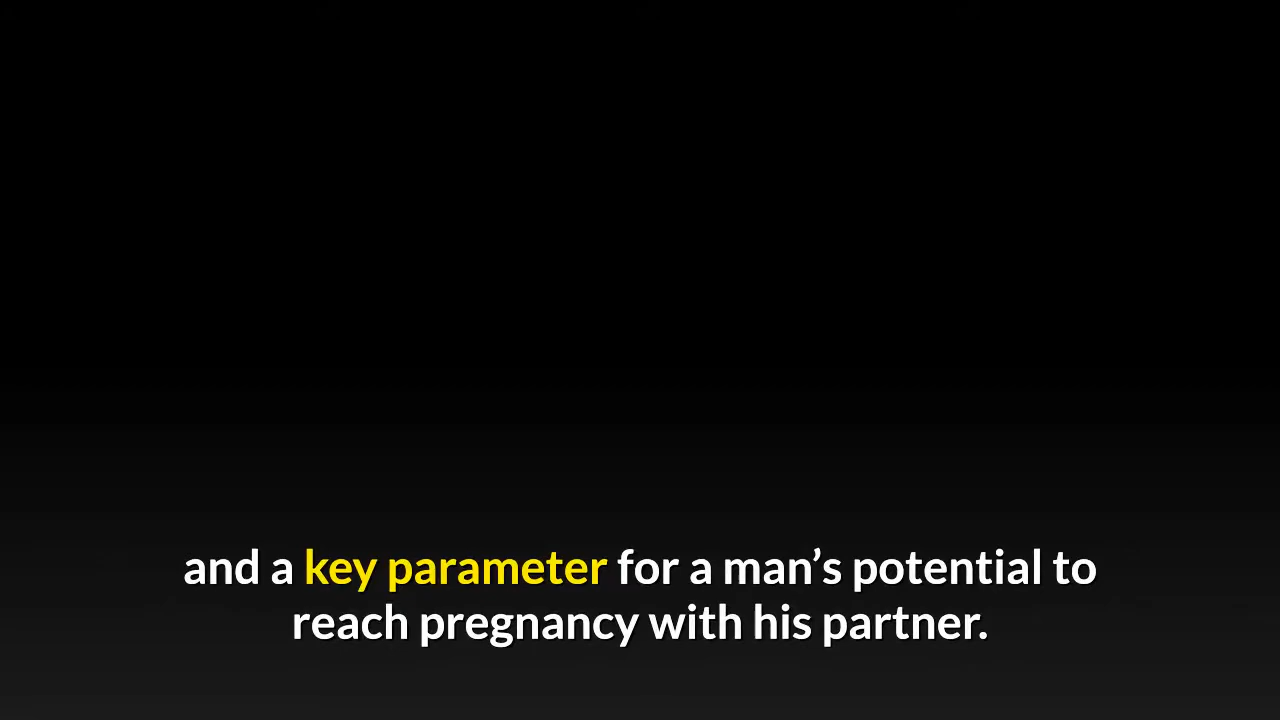 and a key parameter for a man’s potential to
reach pregnancy with his partner.